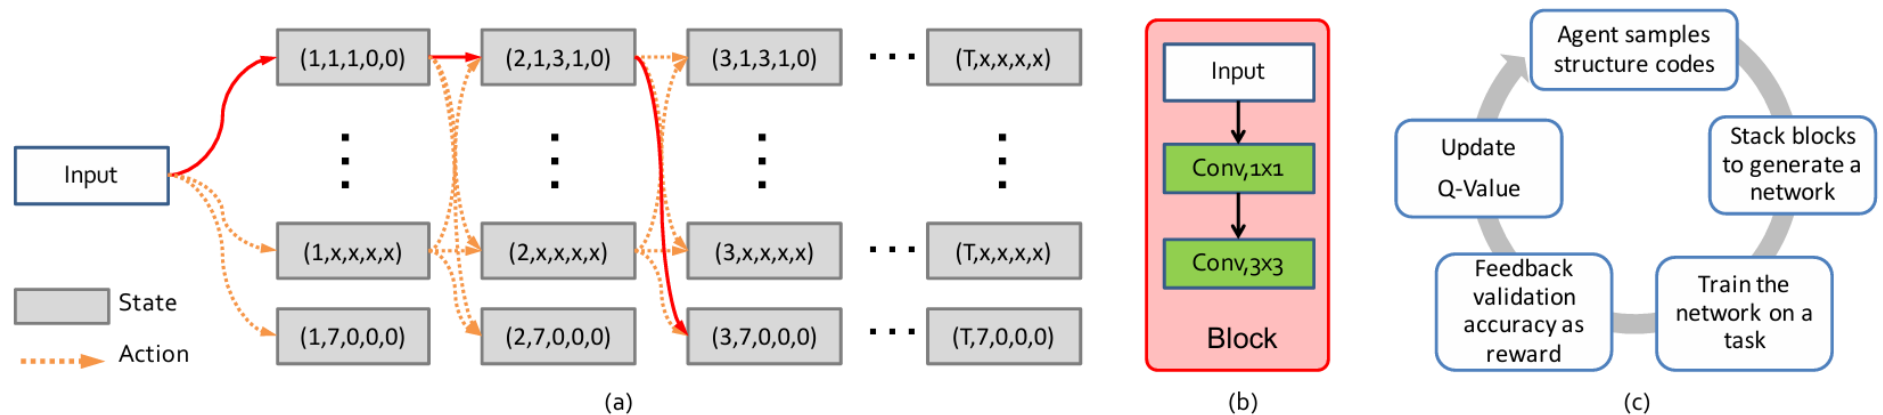 Input
State
Action
(1,1,1,0,0)
(2,1,3,1,0)
(3,1,3,1,0)
(T,x,x,x,x)
(1,x,x,x,x)
(2,x,x,x,x)
(3,x,x,x,x)
(T,x,x,x,x)
(1,7,0,0,0)
(2,7,0,0,0)
(3,7,0,0,0)
(T,7,0,0,0)
(a)
Input
Conv,1x1
Conv,3x3
Block
(b)
Agent samples
structure codes
Stack blocks
to generate a
network
Train the
network on a
task
Feedback
validation
accuracy as
reward
Update
Q-Value
(c)